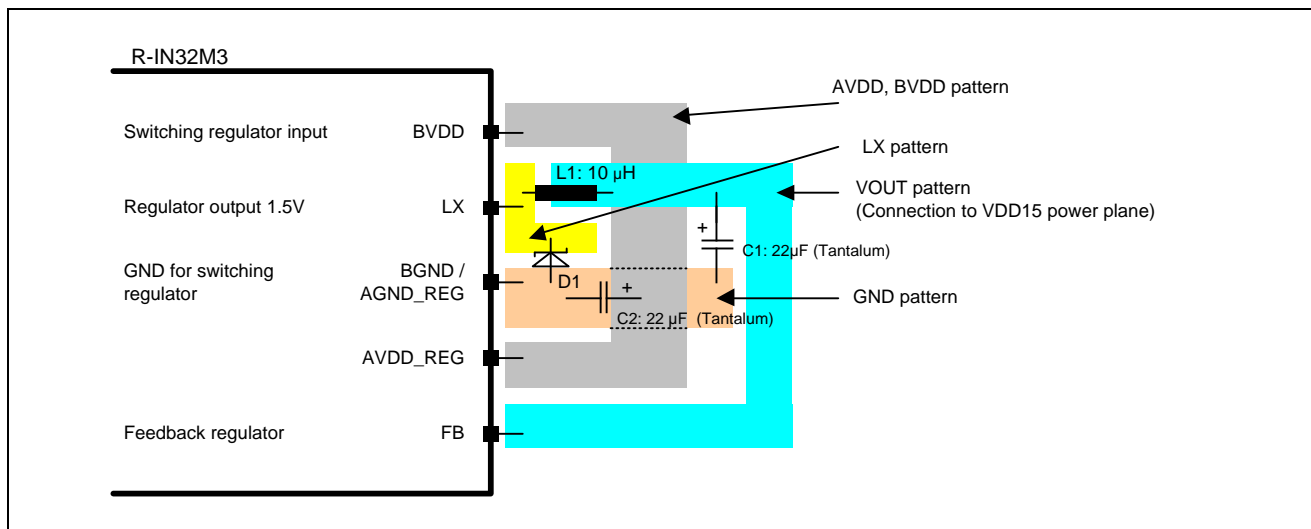 R-IN32M3
AVDD, BVDD pattern
Switching regulator input
BVDD
LX pattern
L1: 10 µH
VOUT pattern
(Connection to VDD15 power plane)
Regulator output 1.5V
LX
+
C1: 22µF (Tantalum)
GND for switching
regulator
BGND /
AGND_REG
D1
+
GND pattern
C2: 22 µF (Tantalum)
AVDD_REG
Feedback regulator
FB